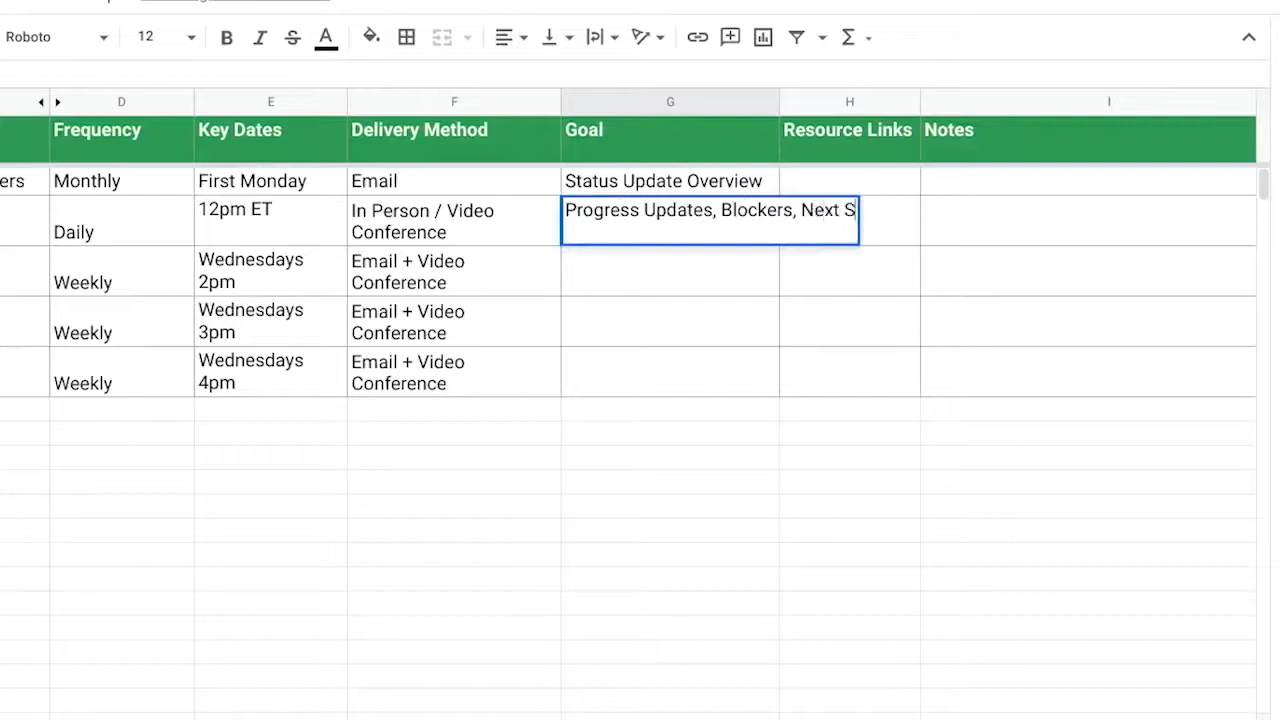 Roboto 12 B I S A Σ
D E F G H I
Frequency Key Dates Delivery Method Goal Resource Links Notes
ers Monthly First Monday Email Status Update Overview
Daily 12pm ET In Person / Video Progress Updates, Blockers, Next S
Conference
Weekly Wednesdays Email + Video
2pm Conference
Weekly Wednesdays Email + Video
3pm Conference
Weekly Wednesdays Email + Video
4pm Conference